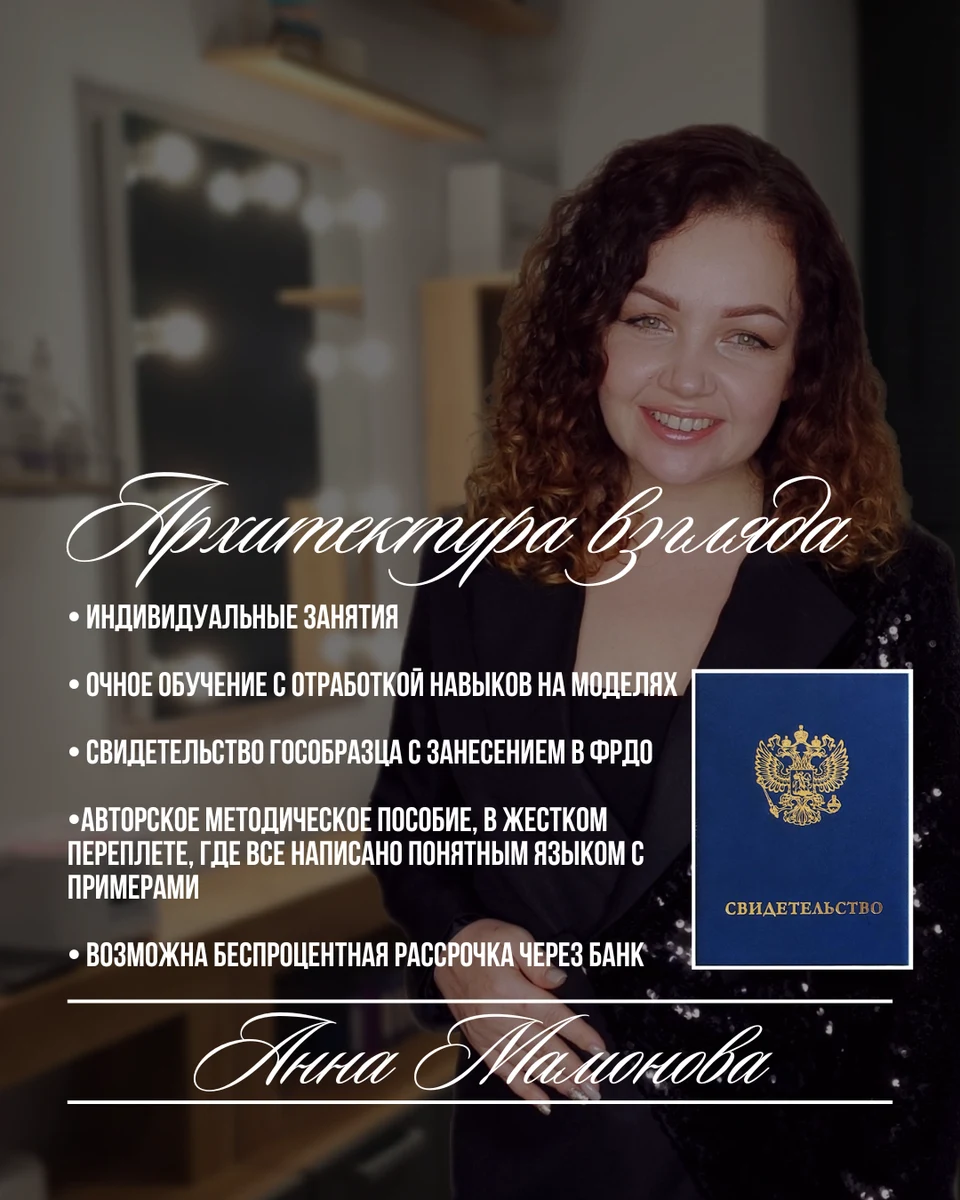 Архитектура взгляда
• ИНДИВИДУАЛЬНЫЕ ЗАНЯТИЯ
• ОЧНОЕ ОБУЧЕНИЕ С ОТРАБОТКОЙ НАВЫКОВ НА МОДЕЛЯХ
• СВИДЕТЕЛЬСТВО ГОСОБРАЗЦА С ЗАНЕСЕНИЕМ В ФРДО
•АВТОРСКОЕ МЕТОДИЧЕСКОЕ ПОСОБИЕ, В ЖЕСТКОМ
ПЕРЕПЛЕТЕ, ГДЕ ВСЕ НАПИСАНО ПОНЯТНЫМ ЯЗЫКОМ С
ПРИМЕРАМИ
• ВОЗМОЖНА БЕСПРОЦЕНТНАЯ РАССРОЧКА ЧЕРЕЗ БАНК
СВИДЕТЕЛЬСТВО
Анна Мамонова